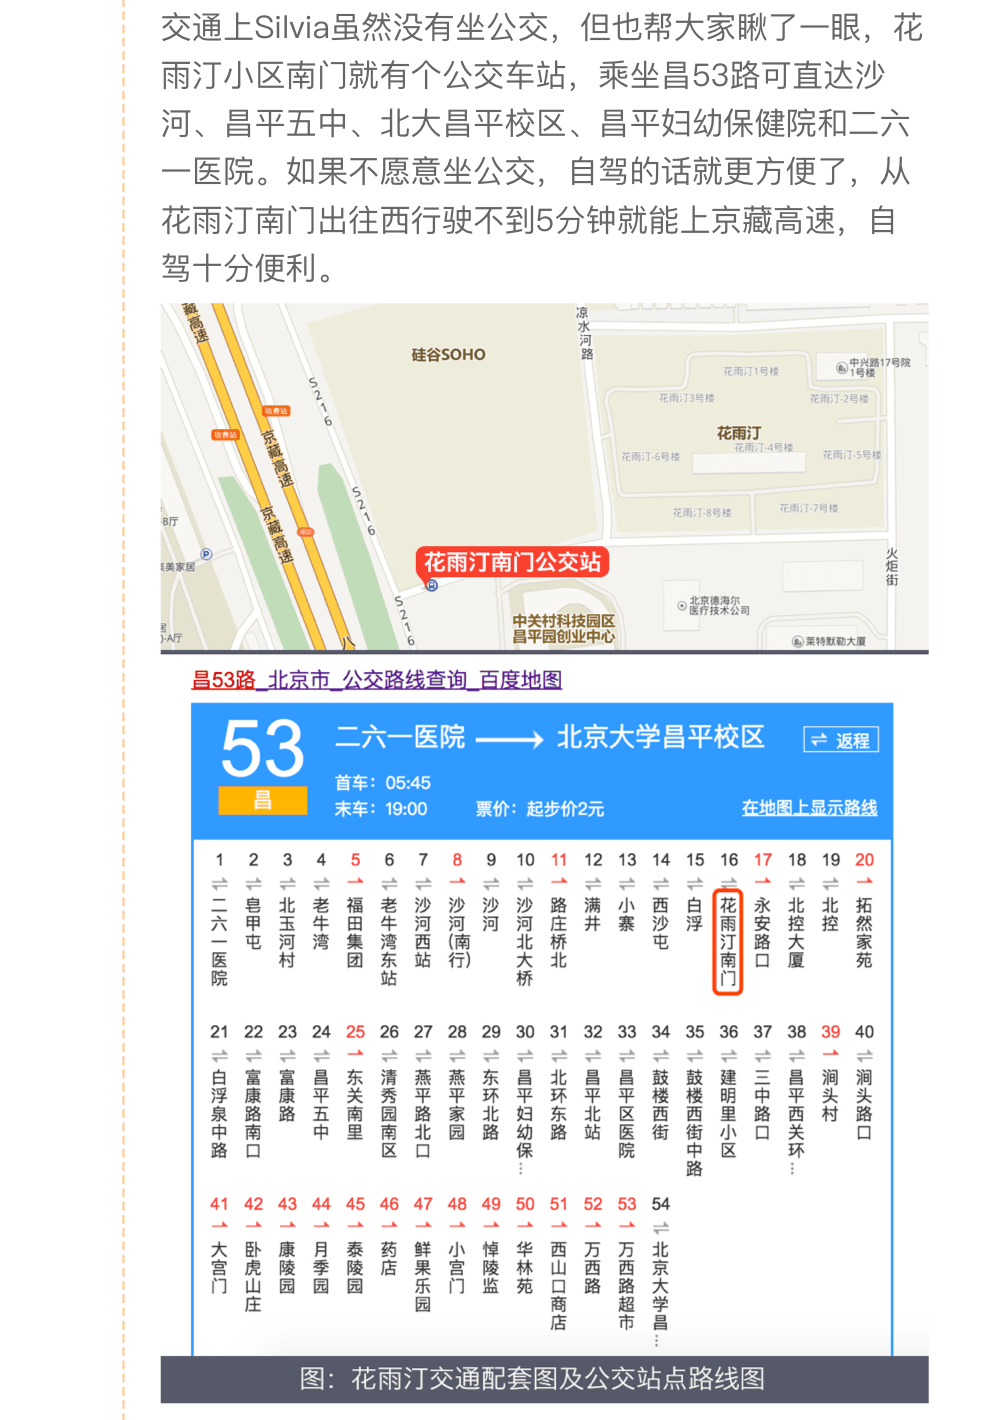 交通上Silvia虽然没有坐公交，但也帮大家瞅了一眼，花
雨汀小区南门就有个公交车站，乘坐昌53路可直达沙
河、昌平五中、北大昌平校区、昌平妇幼保健院和二六
一医院。如果不愿意坐公交，自驾的话就更方便了，从
花雨汀南门出往西行驶不到5分钟就能上京藏高速，自
驾十分便利。
藏高速
凉水河路
硅谷SOHO
中兴路17号院
1号楼
花雨汀1号楼
S216
花雨汀3号楼
花雨汀-2号楼
收费站
收费站
京藏高速
花雨汀
花雨汀-4号楼
花雨汀-6号楼
花雨汀-5号楼
S216
京藏高速
花雨汀-8号楼
花雨汀-7号楼
-B厅
P
集美家居
火炬街
花雨汀南门公交站
S216
北京德海尔
医疗技术公司
中关村科技园区
昌平园创业中心
居
)-A厅
八
莱特默勒大厦
昌53路_北京市_公交路线查询_百度地图
53
昌
二六一医院 → 北京大学昌平校区
⇌ 返程
首车：05:45
末车：19:00 票价：起步价2元
在地图上显示路线
1 2 3 4 5 6 7 8 9 10 11 12 13 14 15 16 17 18 19 20
二六一医院
皂甲屯
北玉河村
老牛湾
福田集团
老牛湾东站
沙河西站
沙河(南行)
沙河
沙河北大桥
路庄桥北
满井
小寨
西沙屯
白浮
花雨汀南门
永安路口
北控大厦
北控
拓然家苑
21 22 23 24 25 26 27 28 29 30 31 32 33 34 35 36 37 38 39 40
白浮泉中路
富康路南口
富康路
昌平五中
东关南里
清秀园南区
燕平路北口
燕平家园
东环北路
昌平妇幼保…
北环东路
昌平北站
昌平区医院
鼓楼西街
鼓楼西街中路
建明里小区
三中路口
昌平西关环…
涧头村
涧头路口
41 42 43 44 45 46 47 48 49 50 51 52 53 54
大宫门
卧虎山庄
康陵园
月季园
泰陵园
药店
鲜果乐园
小宫门
悼陵监
华林苑
西山口商店
万西路
万西路超市
北京大学昌…
图：花雨汀交通配套图及公交站点路线图